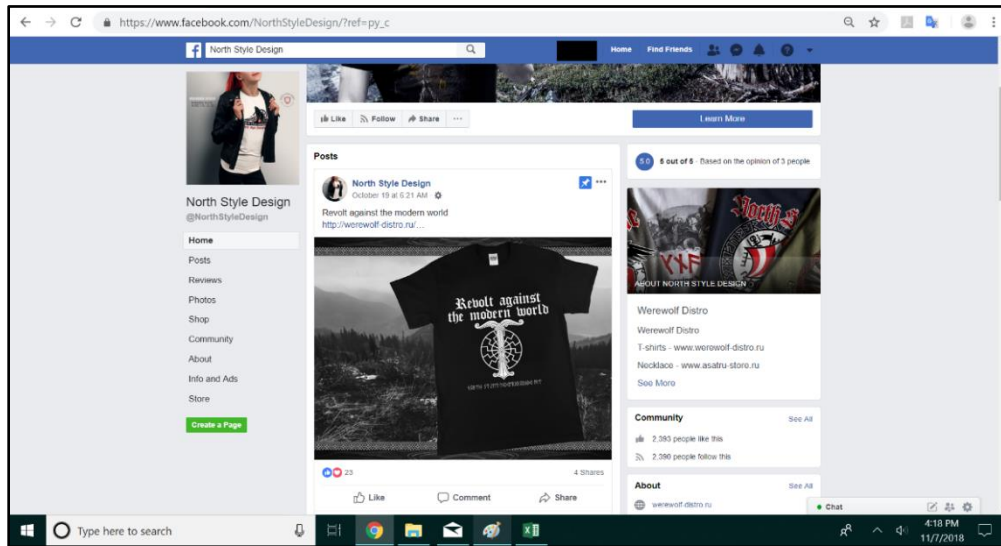 https://www.facebook.com/NorthStyleDesign/?ref=py_c
North Style Design
Home Find Friends
Like Follow Share ...
Learn More
North Style Design
@NorthStyleDesign
Home
Posts
Reviews
Photos
Shop
Community
About
Info and Ads
Store
Create a Page
Posts
North Style Design
October 19 at 6:21 AM
Revolt against the modern world
http://werewolf-distro.ru/...
Revolt against
the modern world
23
4 Shares
Like Comment Share
5.0 5 out of 5 · Based on the opinion of 3 people
ABOUT NORTH STYLE DESIGN
Werewolf Distro
Werewolf Distro
T-shirts - www.werewolf-distro.ru
Necklace - www.asatru-store.ru
See More
Community See All
2,393 people like this
2,396 people follow this
About See All
werewolf-distro.ru
Chat
Type here to search
4:18 PM
11/7/2018